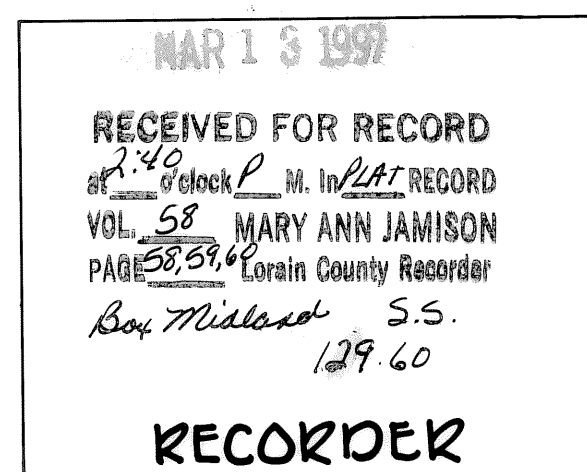 MAR 13 1997
RECEIVED FOR RECORD
at 2:40 o'clock P M. In PLAT RECORD
VOL. 58 MARY ANN JAMISON
PAGE 58,59,60 Lorain County Recorder
Box Midland S.S.
129.60
RECORDER